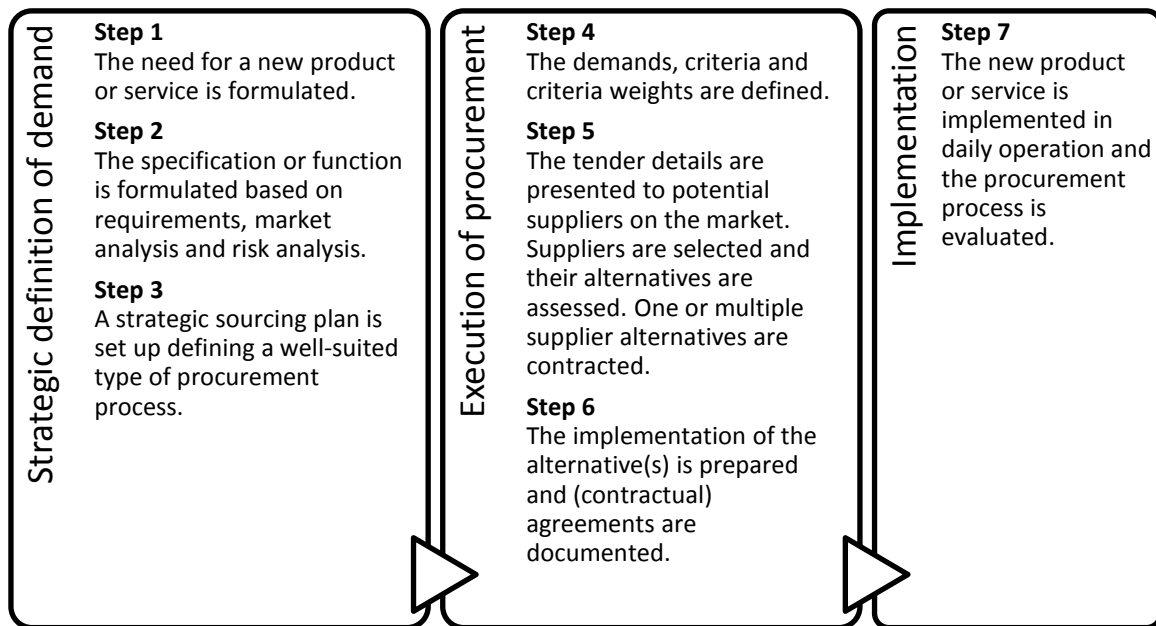 Strategic definition of demand
Step 1
The need for a new product
or service is formulated.
Step 2
The specification or function
is formulated based on
requirements, market
analysis and risk analysis.
Step 3
A strategic sourcing plan is
set up defining a well-suited
type of procurement
process.
Execution of procurement
Step 4
The demands, criteria and
criteria weights are defined.
Step 5
The tender details are
presented to potential
suppliers on the market.
Suppliers are selected and
their alternatives are
assessed. One or multiple
supplier alternatives are
contracted.
Step 6
The implementation of the
alternative(s) is prepared
and (contractual)
agreements are
documented.
Implementation
Step 7
The new product
or service is
implemented in
daily operation and
the procurement
process is
evaluated.